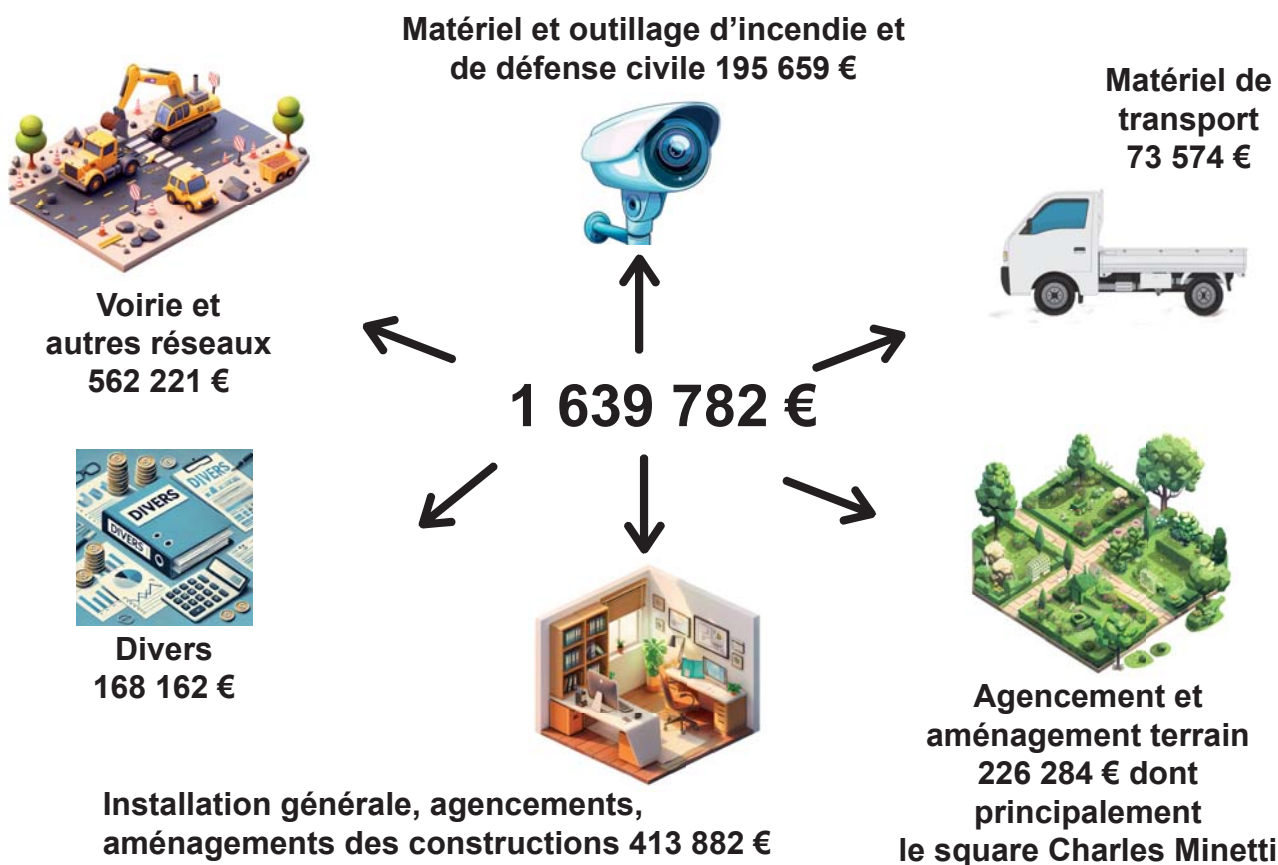 Matériel et outillage d’incendie et
de défense civile 195 659 €
Matériel de
transport
73 574 €
Voirie et
autres réseaux
562 221 €
1 639 782 €
DIVERS
DIVERS
DIVERS
Divers
168 162 €
Installation générale, agencements,
aménagements des constructions 413 882 €
Agencement et
aménagement terrain
226 284 € dont
principalement
le square Charles Minetti